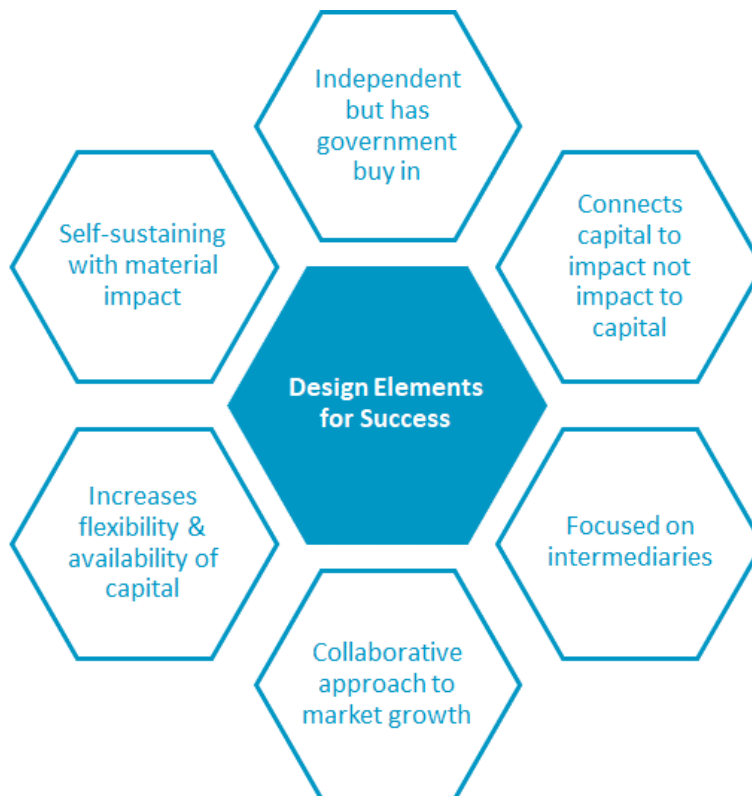 Independent
but has
government
buy in
Connects
capital to
impact not
impact to
capital
Focused on
intermediaries
Collaborative
approach to
market growth
Increases
flexibility &
availability of
capital
Self-sustaining
with material
impact
Design Elements
for Success